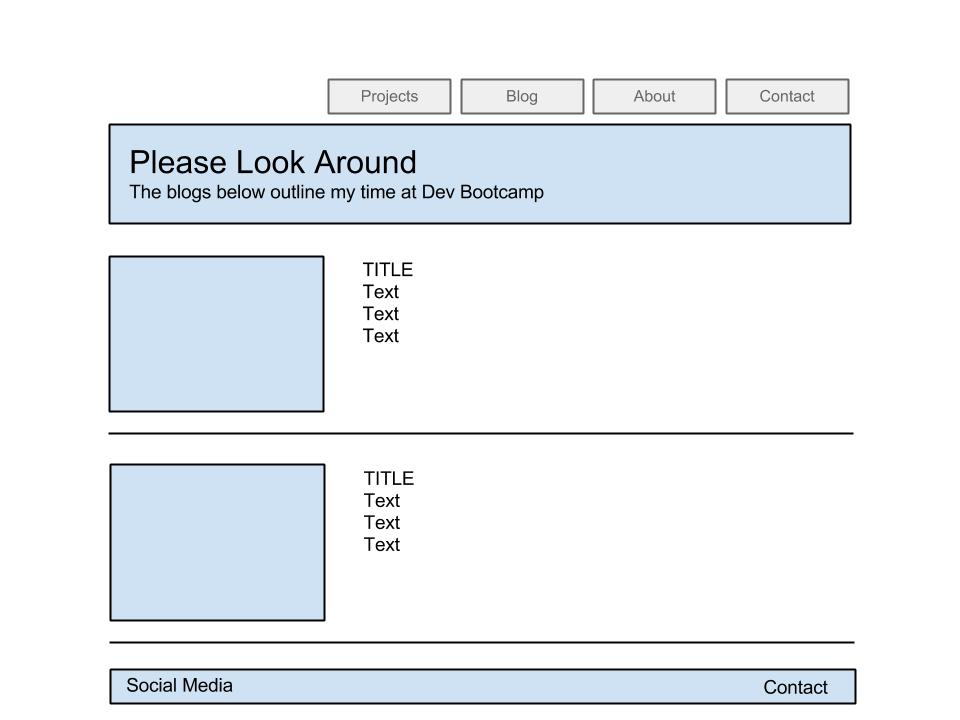 Projects
Blog
About
Contact
Please Look Around
The blogs below outline my time at Dev Bootcamp
TITLE
Text
Text
Text
TITLE
Text
Text
Text
Social Media
Contact